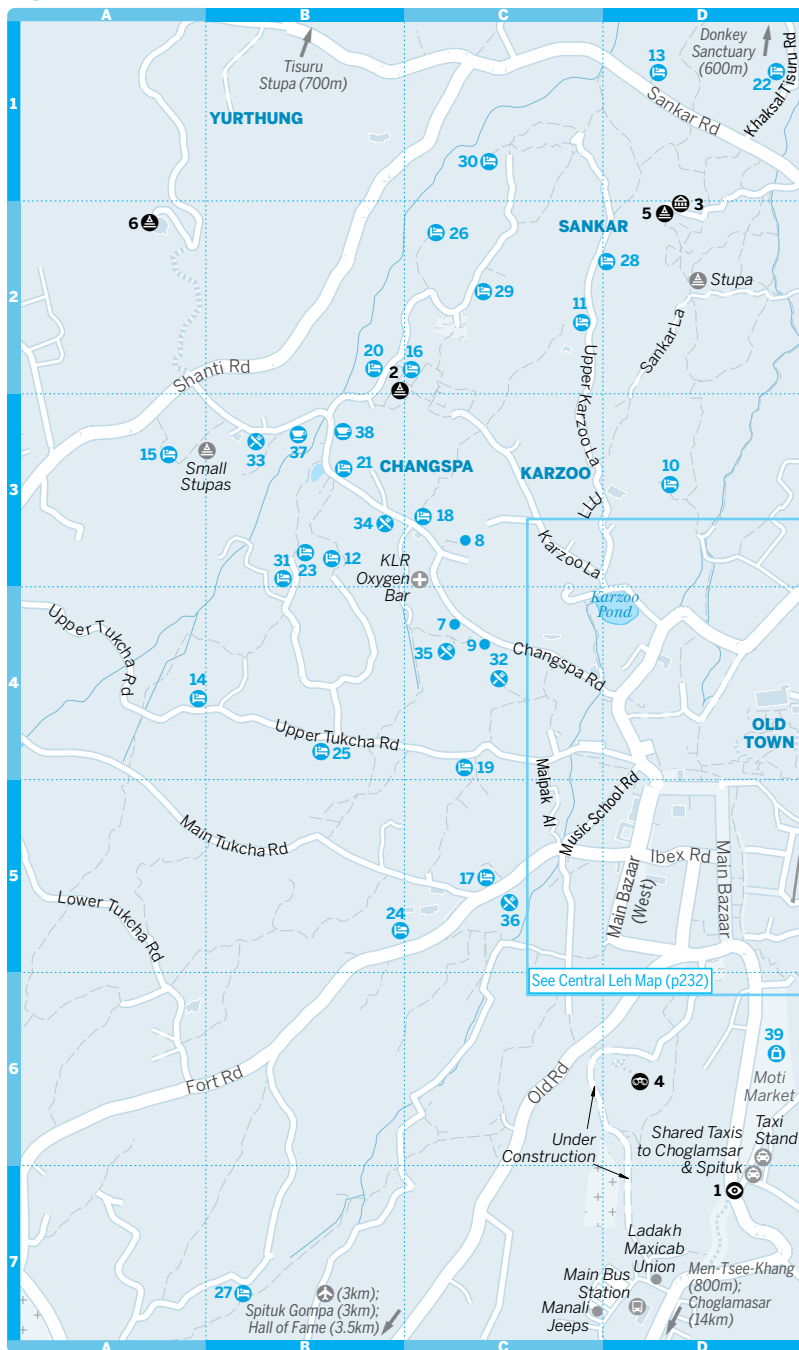 A
B
C
D
Tisuru
Stupa (700m)
Donkey
Sanctuary
(600m)
13
22
Khaksal Tisuru Rd
1
YURTHUNG
Sankar Rd
30
3
5
6
26
SANKAR
28
29
Stupa
2
11
Sankar La
20
16
2
Shanti Rd
Upper Karzoo La
38
15
Small
Stupas
33
37
21
CHANGSPA
KARZOO
10
3
34
18
8
LLU
Karzoo La
31
23
12
KLR
Oxygen
Bar
Karzoo
Pond
Upper Tukcha Rd
7
9
35
32
Changspa Rd
14
4
OLD
TOWN
Upper Tukcha Rd
25
19
Malpak Al
Music School Rd
Main Tukcha Rd
Ibex Rd
Main Bazaar
Main Bazaar
(West)
5
17
36
Lower Tukcha Rd
24
See Central Leh Map (p232)
39
Moti
Market
6
Fort Rd
Old Rd
4
Under
Construction
Shared Taxis
to Choglamsar
& Spituk
Taxi
Stand
1
7
Ladakh
Maxicab
Union
Main Bus
Station
Manali
Jeeps
Men-Tsee-Khang
(800m);
Choglamasar
(14km)
27
(3km);
Spituk Gompa (3km);
Hall of Fame (3.5km)
A
B
C
D